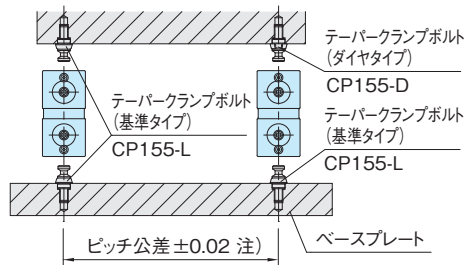 テーパークランプボルト
(ダイヤタイプ)
CP155-D
テーパークランプボルト
(基準タイプ)
CP155-L
テーパークランプボルト
(基準タイプ)
CP155-L
ピッチ公差±0.02 注)
ベースプレート